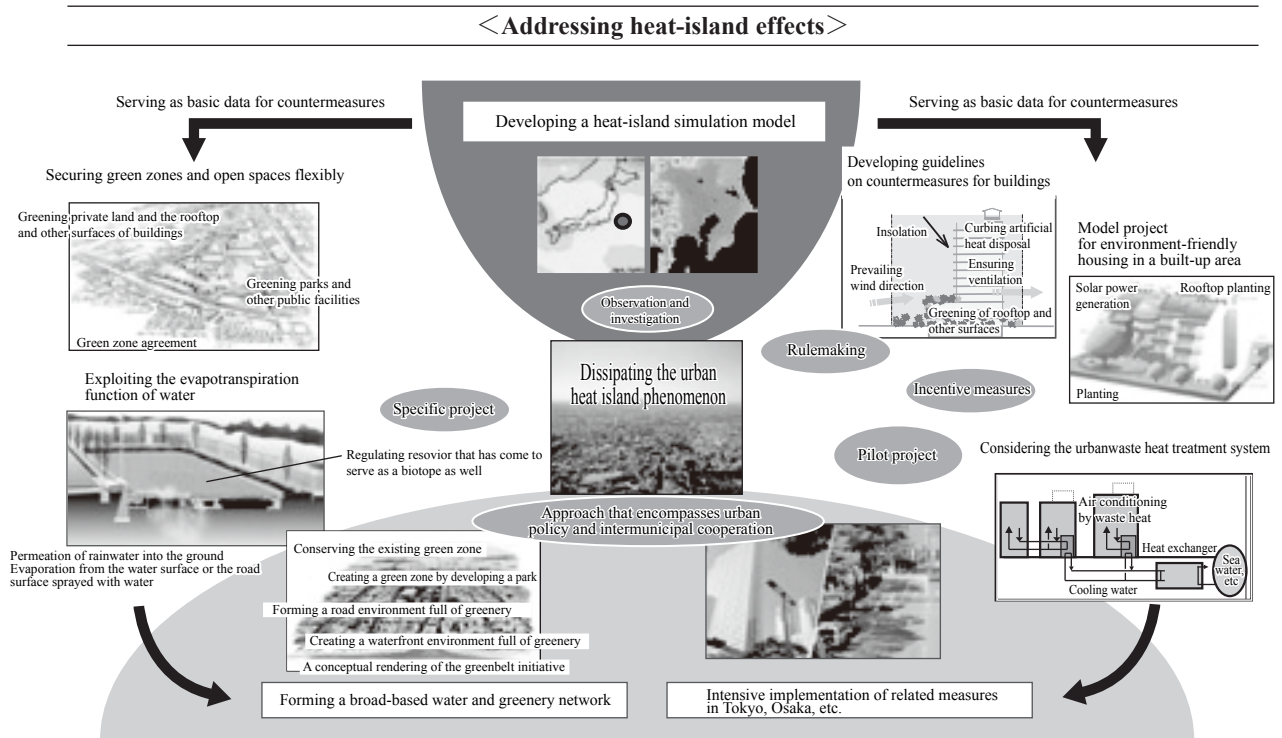 <Addressing heat-island effects>
Serving as basic data for countermeasures
Developing a heat-island simulation model
Serving as basic data for countermeasures
Securing green zones and open spaces flexibly
Greening private land and the rooftop
and other surfaces of buildings
Greening parks and
other public facilities
Green zone agreement
Observation and
investigation
Developing guidelines
on countermeasures for buildings
Insolation
Curbing artificial
heat disposal
Prevailing
wind direction
Ensuring
ventilation
Greening of rooftop and
other surfaces
Model project
for environment-friendly
housing in a built-up area
Solar power
generation
Rooftop planting
Planting
Rulemaking
Incentive measures
Dissipating the urban
heat island phenomenon
Exploiting the evapotranspiration
function of water
Specific project
Regulating resovior that has come to
serve as a biotope as well
Permeation of rainwater into the ground
Evaporation from the water surface or the road
surface sprayed with water
Pilot project
Considering the urbanwaste heat treatment system
Air conditioning
by waste heat
Heat exchanger
Sea
water,
etc
Cooling water
Approach that encompasses urban
policy and intermunicipal cooperation
Conserving the existing green zone
Creating a green zone by developing a park
Forming a road environment full of greenery
Creating a waterfront environment full of greenery
A conceptual rendering of the greenbelt initiative
Forming a broad-based water and greenery network
Intensive implementation of related measures
in Tokyo, Osaka, etc.